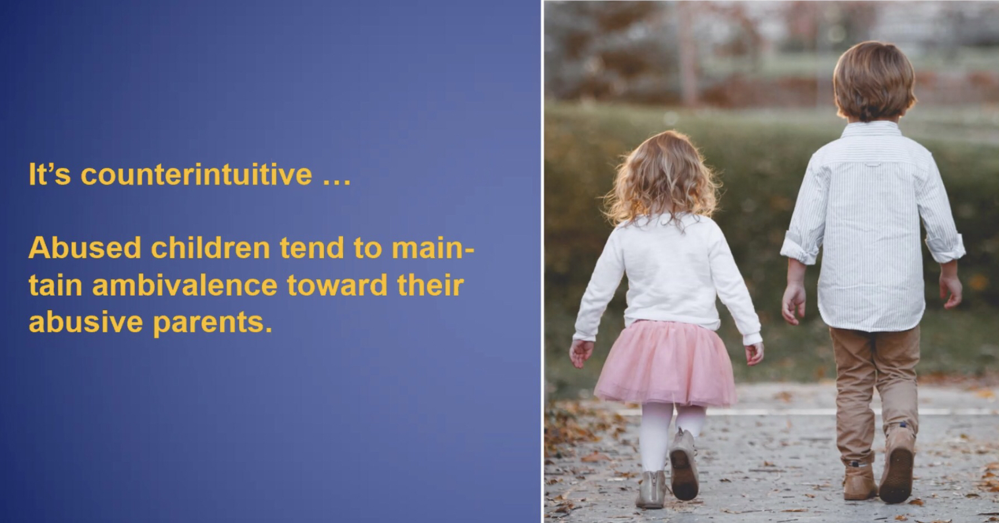 It’s counterintuitive …
Abused children tend to main-
tain ambivalence toward their
abusive parents.